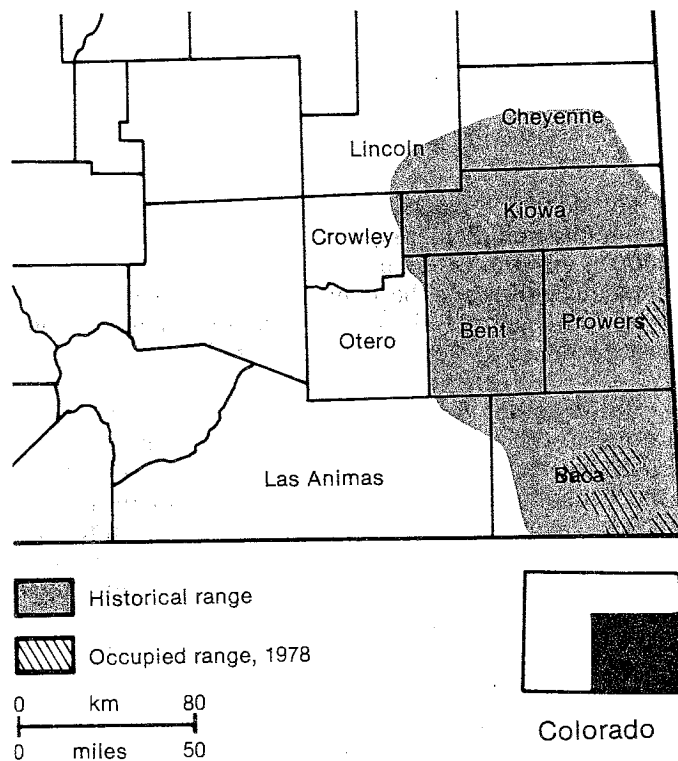 Cheyenne
Lincoln
Kiowa
Crowley
Otero
Bent
Prowers
Las Animas
Baca
Historical range
Occupied range, 1978
0 km 80
0 miles 50
Colorado